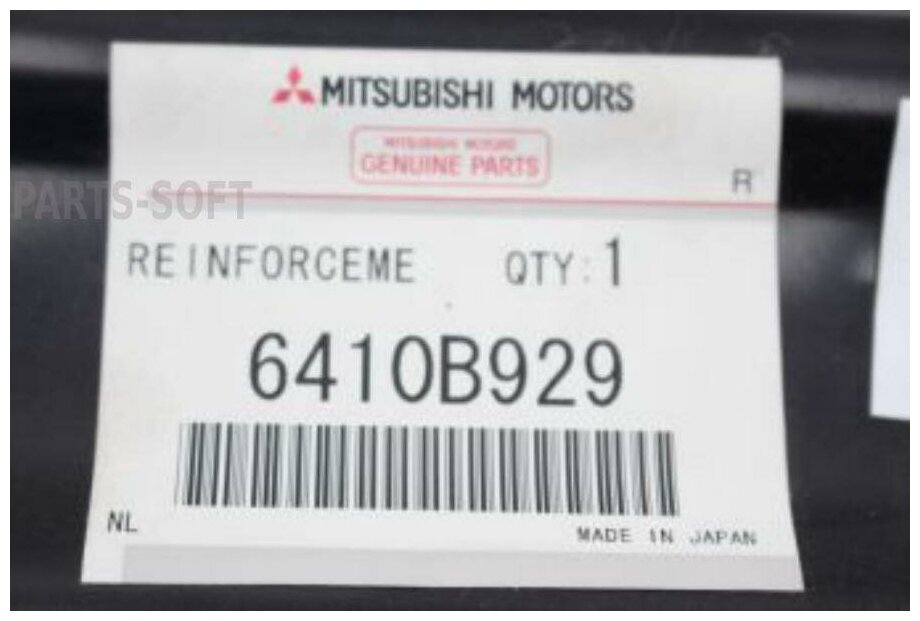 MITSUBISHI MOTORS
MITSUBISHI MOTORS
GENUINE PARTS
R
PARTS-SOFT
REINFORCEME QTY:1
6410B929
NL
MADE IN JAPAN